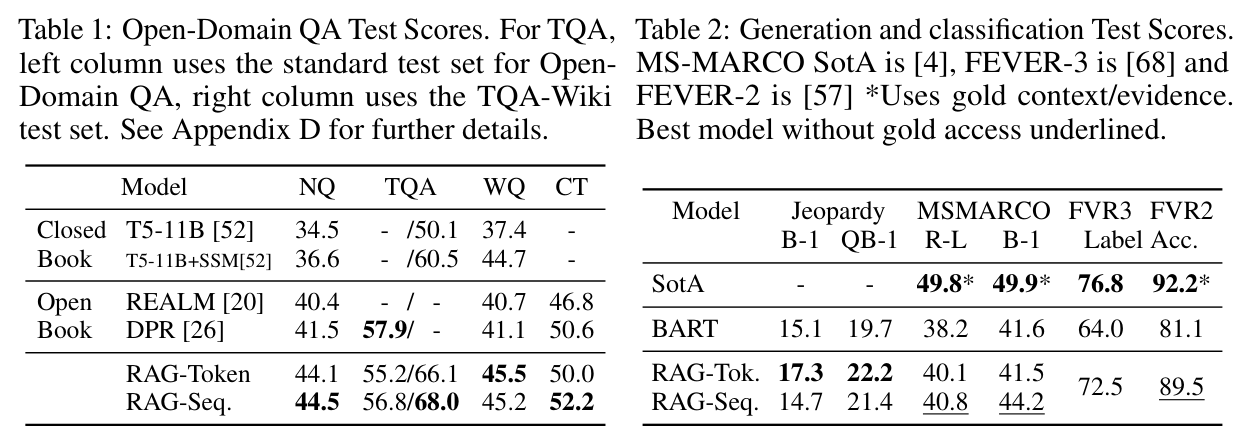 Table 1: Open-Domain QA Test Scores. For TQA,
left column uses the standard test set for Open-
Domain QA, right column uses the TQA-Wiki
test set. See Appendix D for further details.
Model NQ TQA WQ CT
Closed T5-11B [52] 34.5 - /50.1 37.4 -
Book T5-11B+SSM[52] 36.6 - /60.5 44.7 -
Open REALM [20] 40.4 - / - 40.7 46.8
Book DPR [26] 41.5 57.9/ - 41.1 50.6
RAG-Token 44.1 55.2/66.1 45.5 50.0
RAG-Seq. 44.5 56.8/68.0 45.2 52.2
Table 2: Generation and classification Test Scores.
MS-MARCO SotA is [4], FEVER-3 is [68] and
FEVER-2 is [57] *Uses gold context/evidence.
Best model without gold access underlined.
Model Jeopardy MSMARCO FVR3 FVR2
B-1 QB-1 R-L B-1 Label Acc.
SotA - - 49.8* 49.9* 76.8 92.2*
BART 15.1 19.7 38.2 41.6 64.0 81.1
RAG-Tok. 17.3 22.2 40.1 41.5 72.5 89.5
RAG-Seq. 14.7 21.4 40.8 44.2